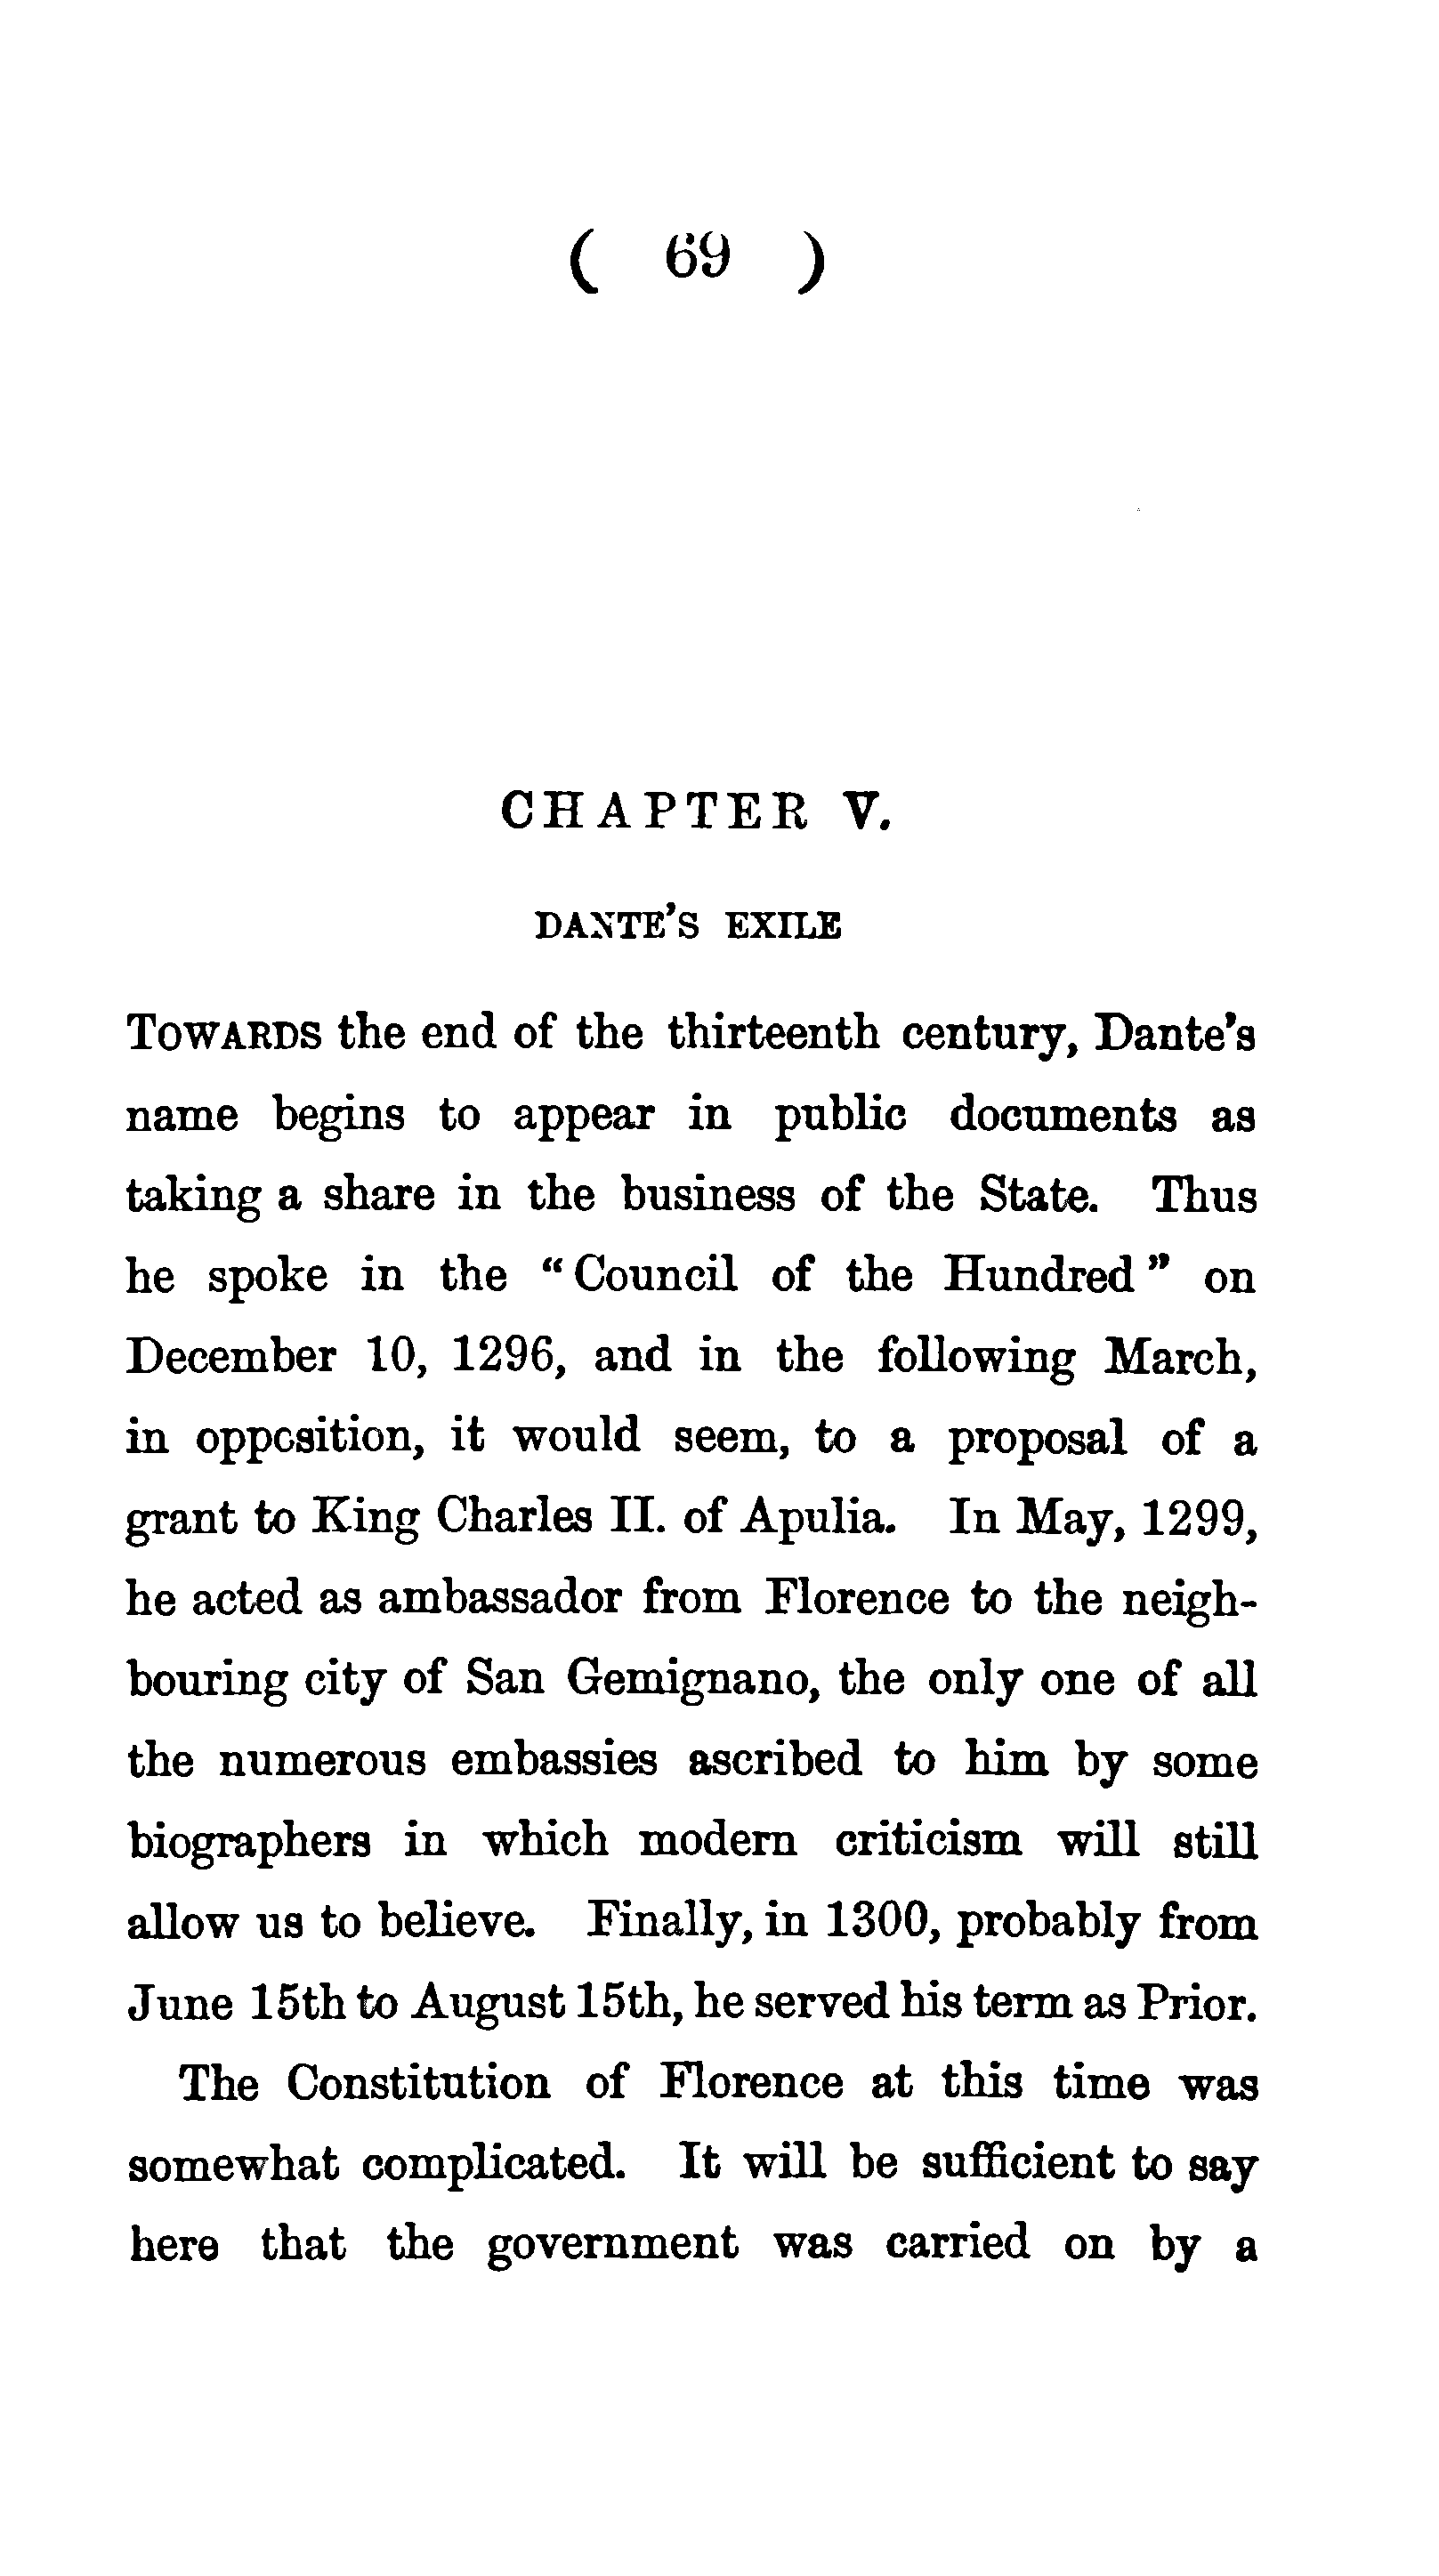 ( 69 )
CHAPTER V.
DANTE'S EXILE
TOWARDS the end of the thirteenth century, Dante's
name begins to appear in public documents as
taking a share in the business of the State. Thus
he spoke in the "Council of the Hundred" on
December 10, 1296, and in the following March,
in opposition, it would seem, to a proposal of a
grant to King Charles II. of Apulia. In May, 1299,
he acted as ambassador from Florence to the neigh-
bouring city of San Gemignano, the only one of all
the numerous embassies ascribed to him by some
biographers in which modern criticism will still
allow us to believe. Finally, in 1300, probably from
June 15th to August 15th, he served his term as Prior.
The Constitution of Florence at this time was
somewhat complicated. It will be sufficient to say
here that the government was carried on by a